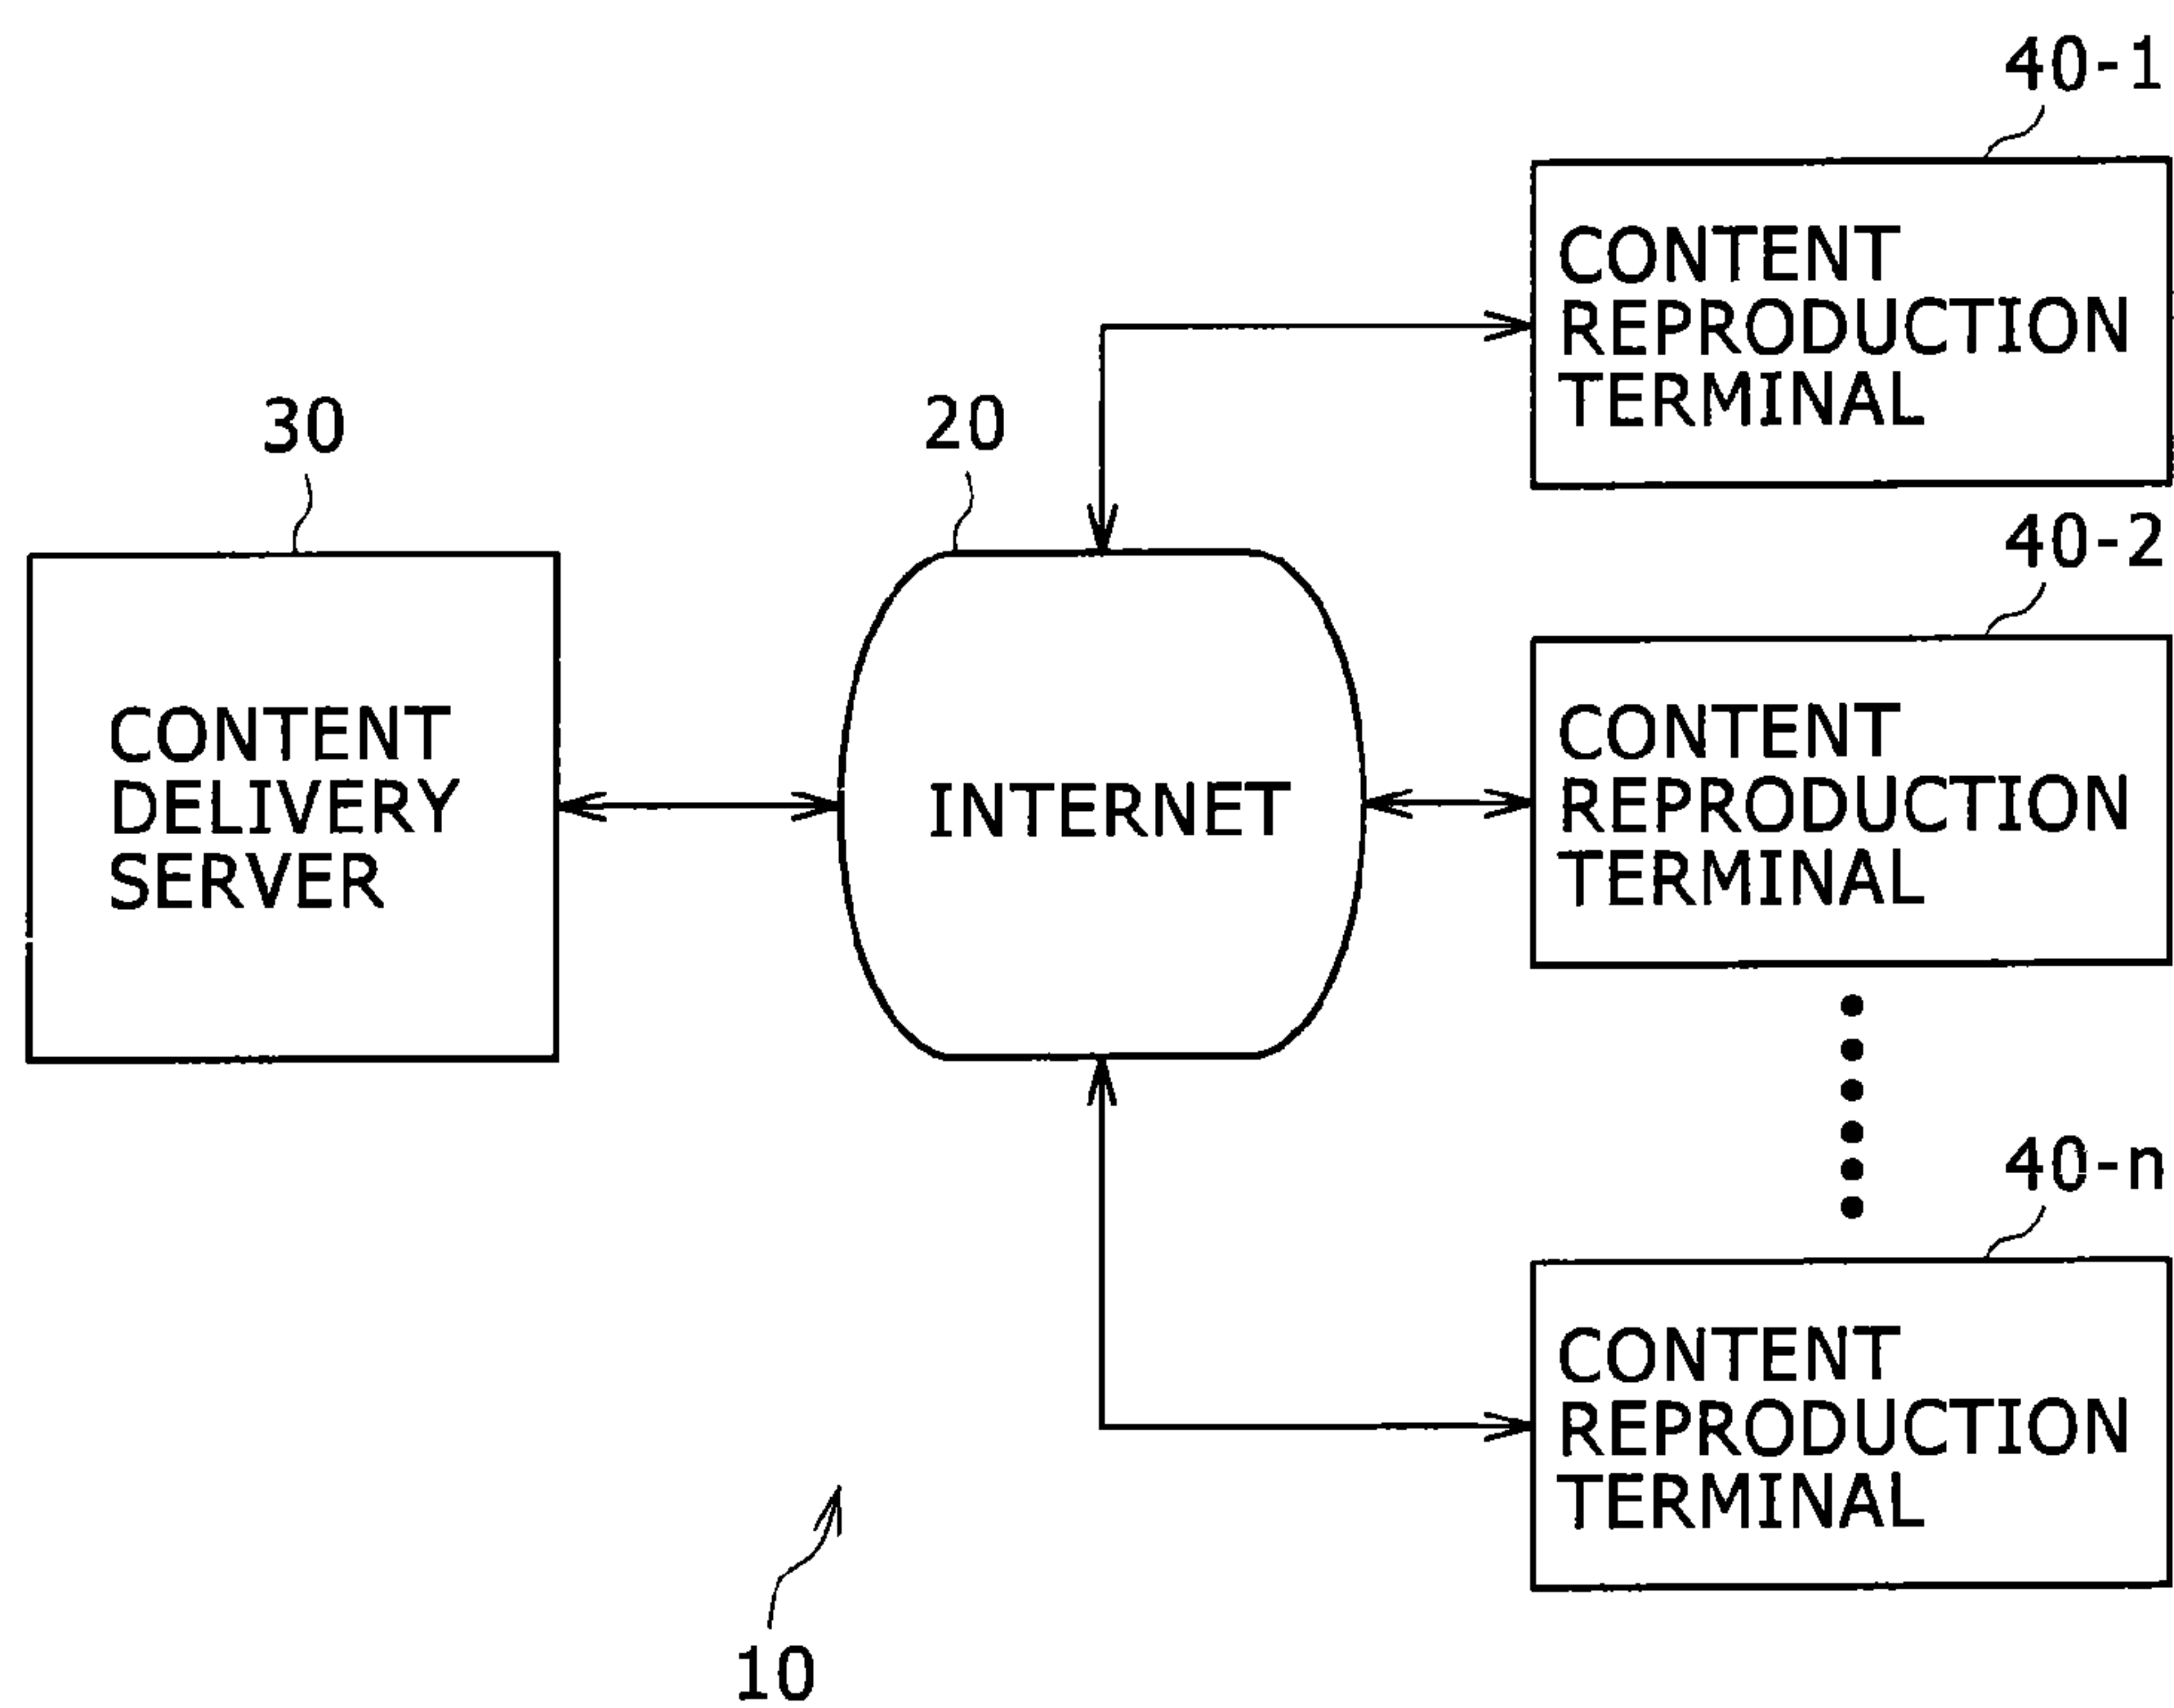 40-1
CONTENT
REPRODUCTION
TERMINAL
30
20
40-2
CONTENT
DELIVERY
SERVER
INTERNET
CONTENT
REPRODUCTION
TERMINAL
40-n
CONTENT
REPRODUCTION
TERMINAL
10